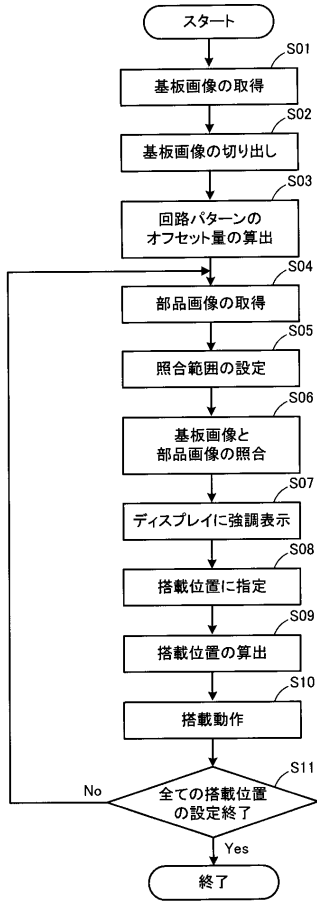 スタート
S01
基板画像の取得
S02
基板画像の切り出し
S03
回路パターンの
オフセット量の算出
S04
部品画像の取得
S05
照合範囲の設定
S06
基板画像と
部品画像の照合
S07
ディスプレイに強調表示
S08
搭載位置に指定
S09
搭載位置の算出
S10
搭載動作
S11
全ての搭載位置
の設定終了
No
Yes
終了